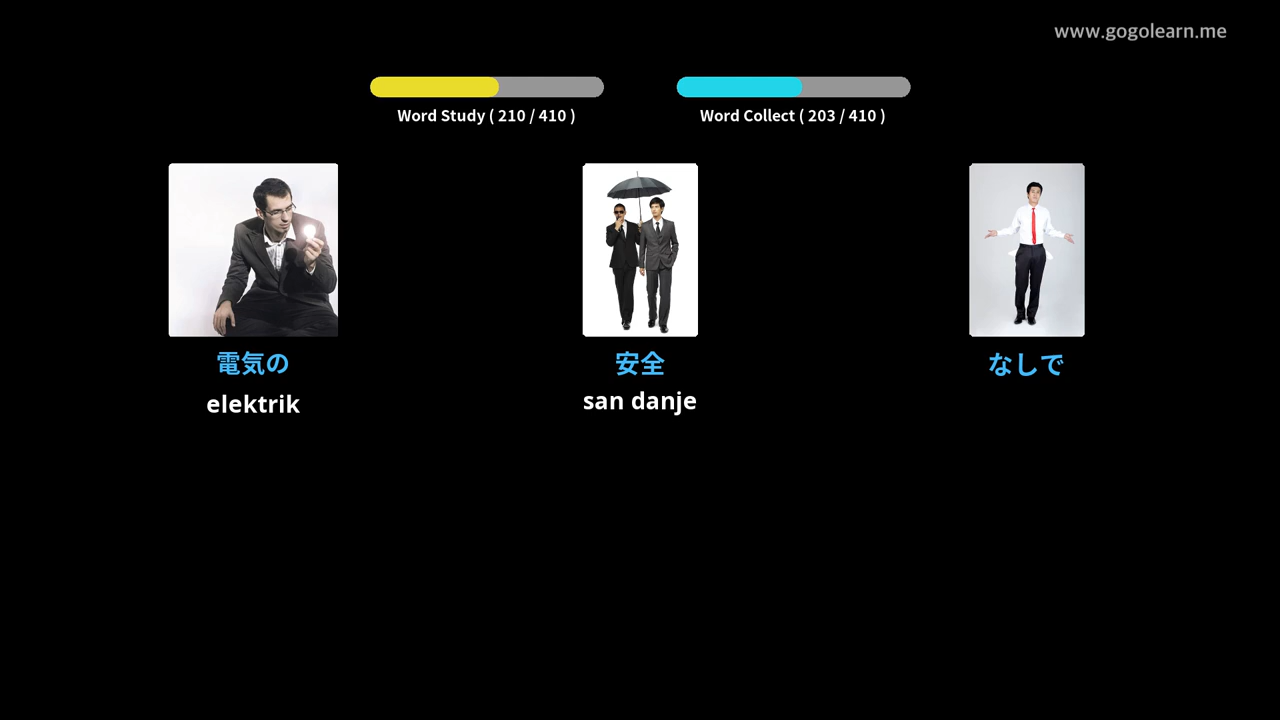 www.gogolearn.me
Word Study ( 210 / 410 )
Word Collect ( 203 / 410 )
電気の
安全
なしで
elektrik
san danje